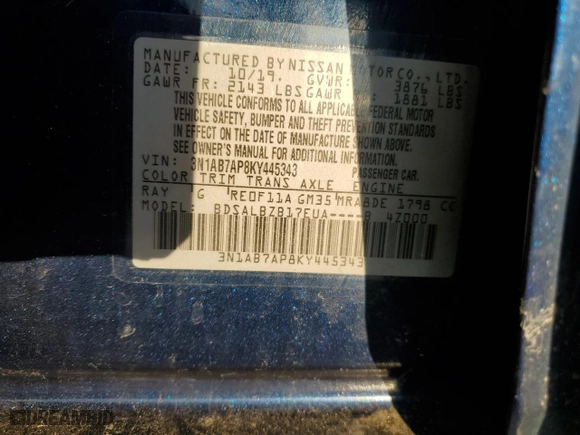 MANUFACTURED BY NISSAN MOTOR CO., LTD.
DATE: 10/19. GVWR: 3876 LBS
GAWR FR: 2143 LBS GAWR 1881 LBS
THIS VEHICLE CONFORMS TO ALL APPLICABLE FEDERAL MOTOR
VEHICLE SAFETY, BUMPER AND THEFT PREVENTION STANDARDS
IN EFFECT ON THE DATE OF MANUFACTURE SHOWN ABOVE.
SEE OWNER'S MANUAL FOR ADDITIONAL INFORMATION.
VIN: 3N1AB7AP8KY445343 PASSENGER CAR.
COLOR TRIM TRANS AXLE ENGINE
RAY G RE0F11A GM35 MRA8DE 1798 CC
MODEL: BDSALBZB17EUA----B 4Z000
3N1AB7AP8KY445343
DREAMBID